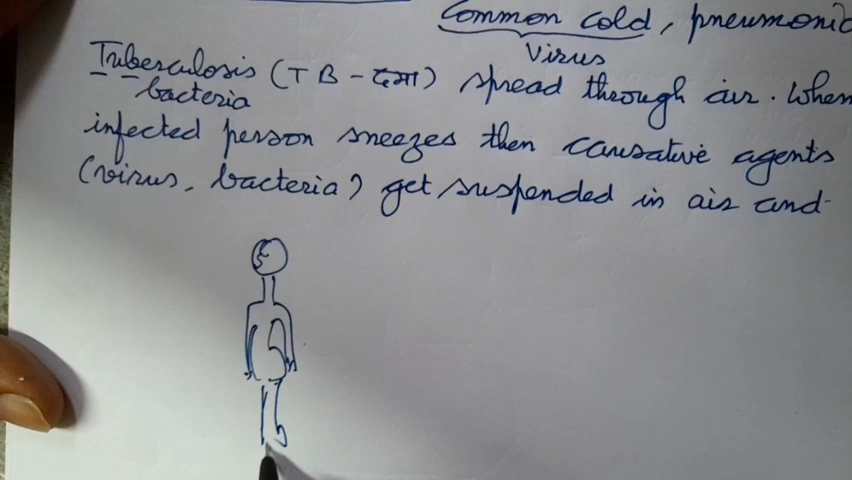 Common cold, pneumonia
Virus
Tuberculosis (TB-दमा) spread through air. When
bacteria
infected person sneezes then causative agents
(virus, bacteria) get suspended in air and